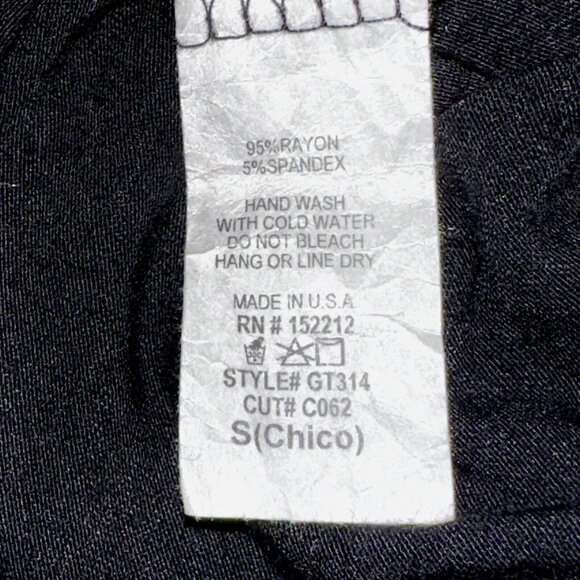 95%RAYON
5%SPANDEX
HAND WASH
WITH COLD WATER
DO NOT BLEACH
HANG OR LINE DRY
MADE IN U.S.A
RN # 152212
STYLE# GT314
CUT# C062
S(Chico)